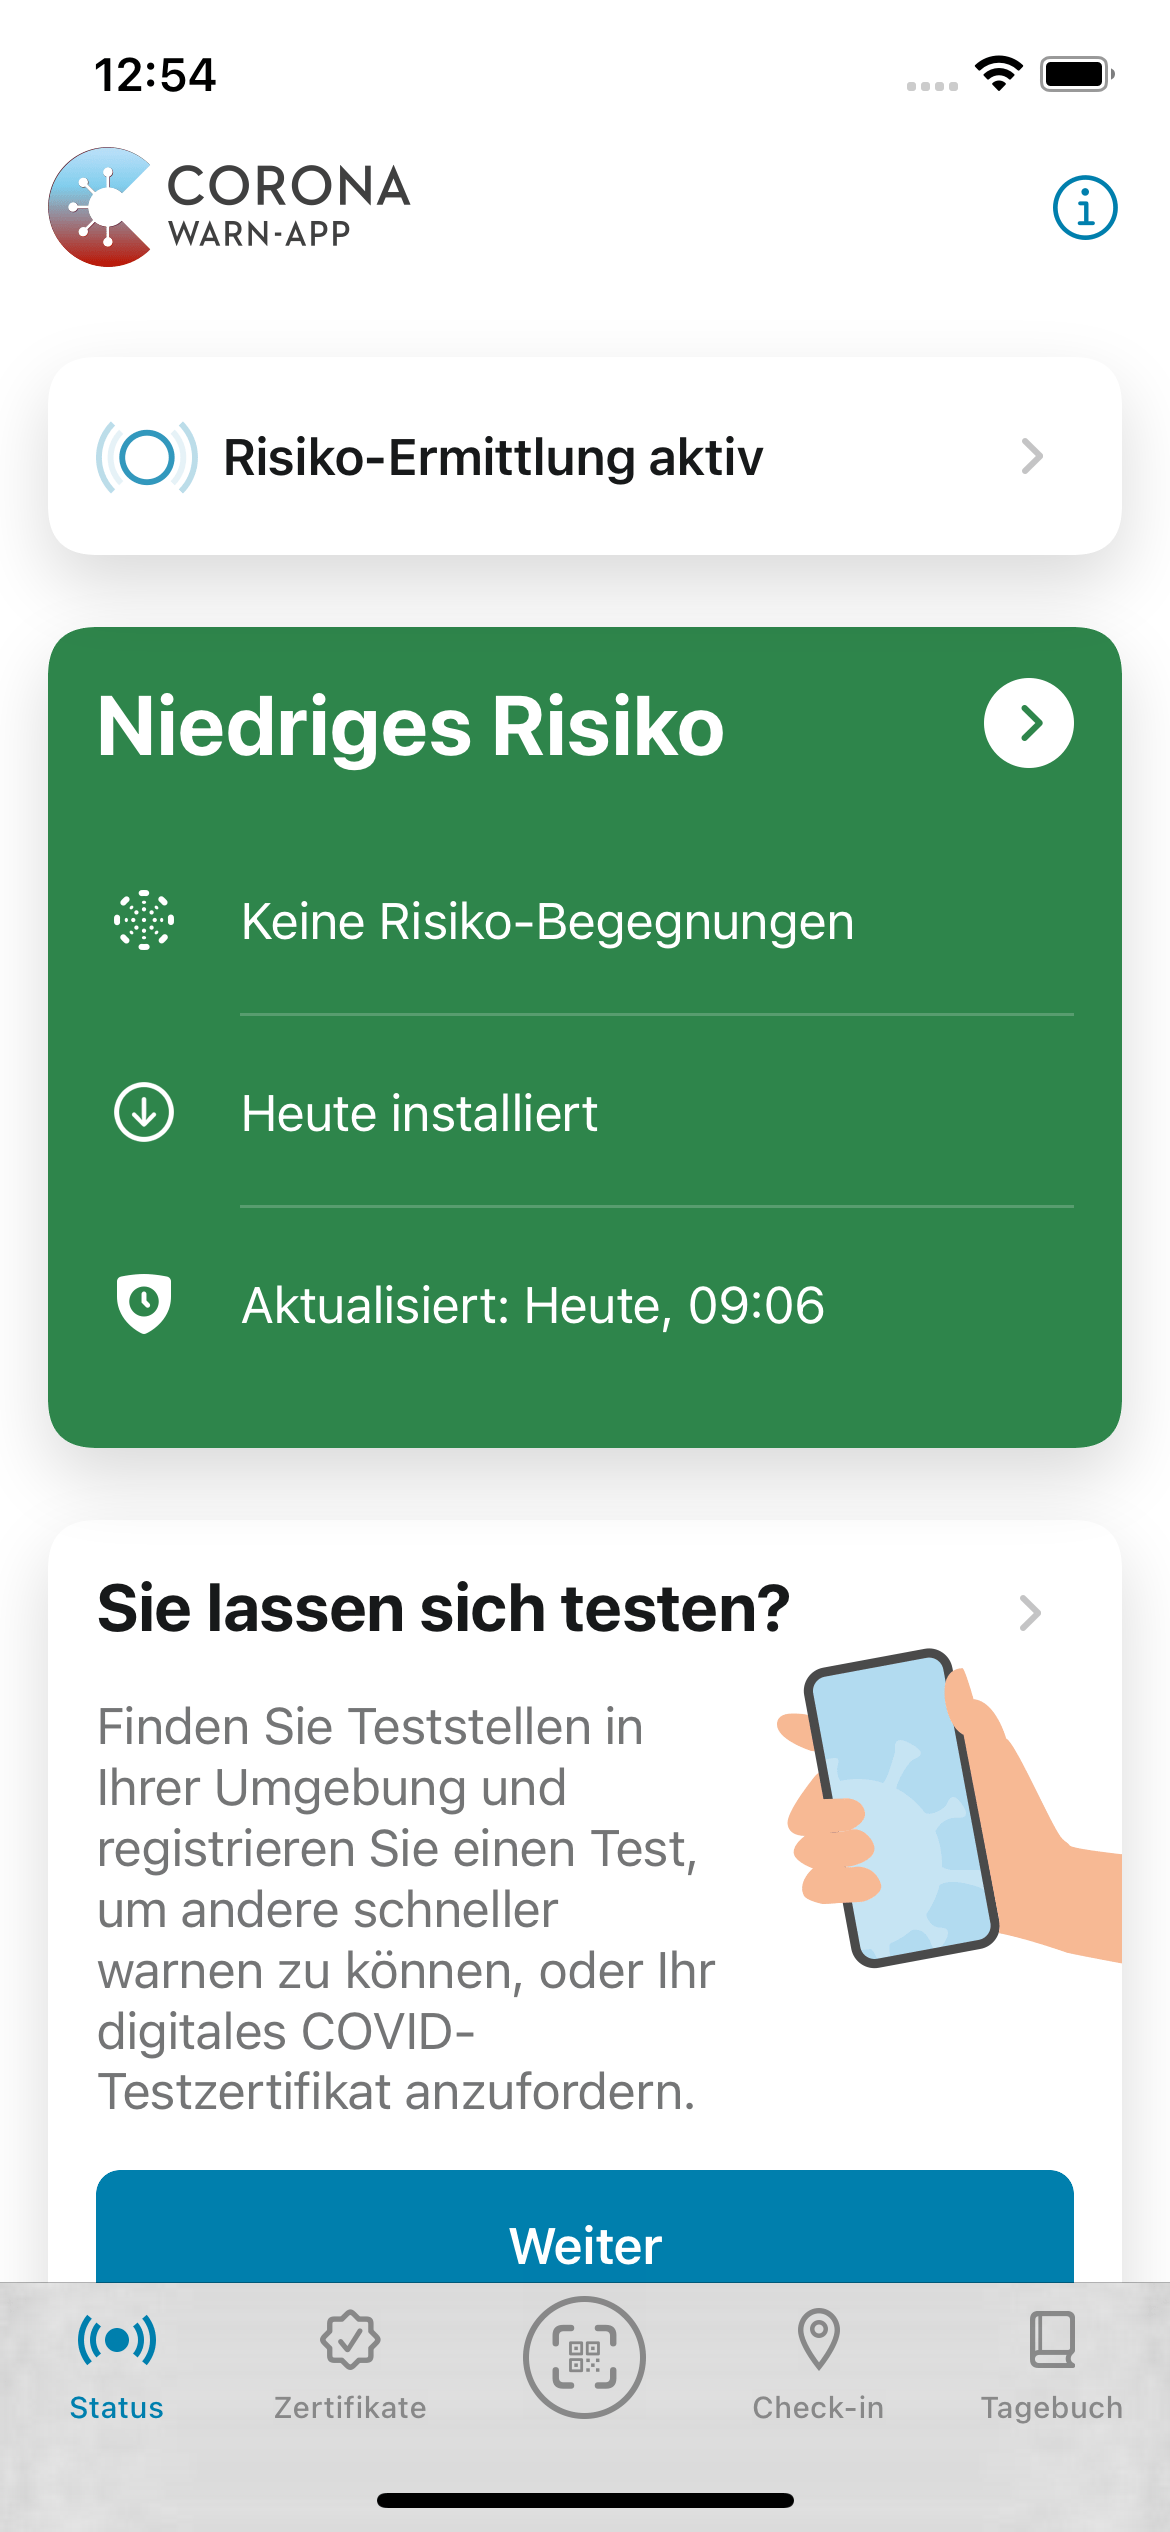 12:54
CORONA
WARN-APP
Risiko-Ermittlung aktiv
Niedriges Risiko
Keine Risiko-Begegnungen
Heute installiert
Aktualisiert: Heute, 09:06
Sie lassen sich testen?
Finden Sie Teststellen in
Ihrer Umgebung und
registrieren Sie einen Test,
um andere schneller
warnen zu können, oder Ihr
digitales COVID-
Testzertifikat anzufordern.
Weiter
Status
Zertifikate
Check-in
Tagebuch